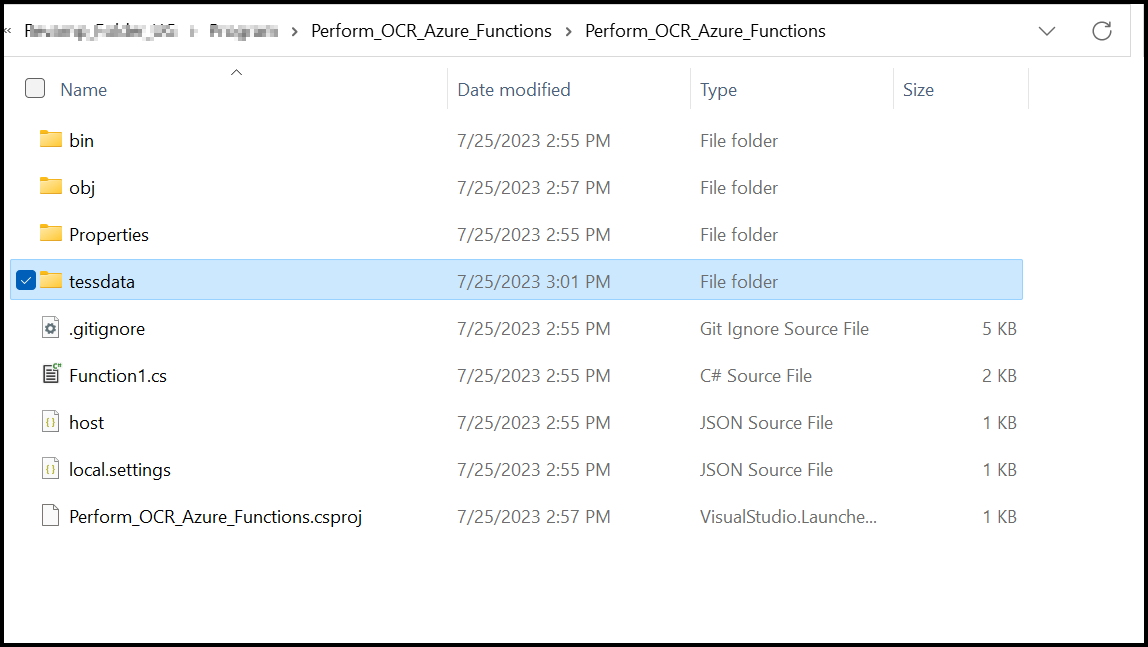 « Perform_OCR_Azure_Functions > Perform_OCR_Azure_Functions
Name Date modified Type Size
bin 7/25/2023 2:55 PM File folder
obj 7/25/2023 2:57 PM File folder
Properties 7/25/2023 2:55 PM File folder
tessdata 7/25/2023 3:01 PM File folder
.gitignore 7/25/2023 2:55 PM Git Ignore Source File 5 KB
Function1.cs 7/25/2023 2:55 PM C# Source File 2 KB
host 7/25/2023 2:55 PM JSON Source File 1 KB
local.settings 7/25/2023 2:55 PM JSON Source File 1 KB
Perform_OCR_Azure_Functions.csproj 7/25/2023 2:57 PM VisualStudio.Launche... 1 KB